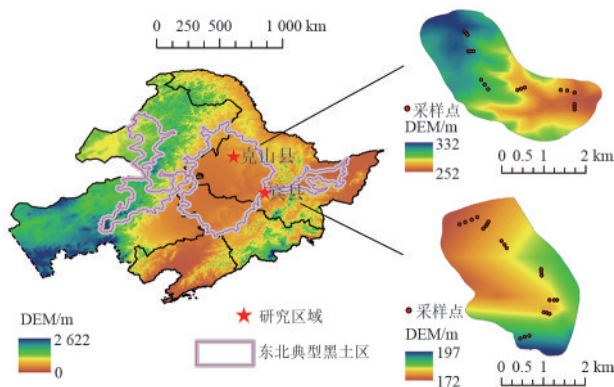 0 250 500 1 000 km
克山县
宾县
DEM/m
2 622
0
研究区域
东北典型黑土区
采样点
DEM/m
332
252
0 0.5 1 2 km
采样点
DEM/m
197
172
0 0.5 1 2 km